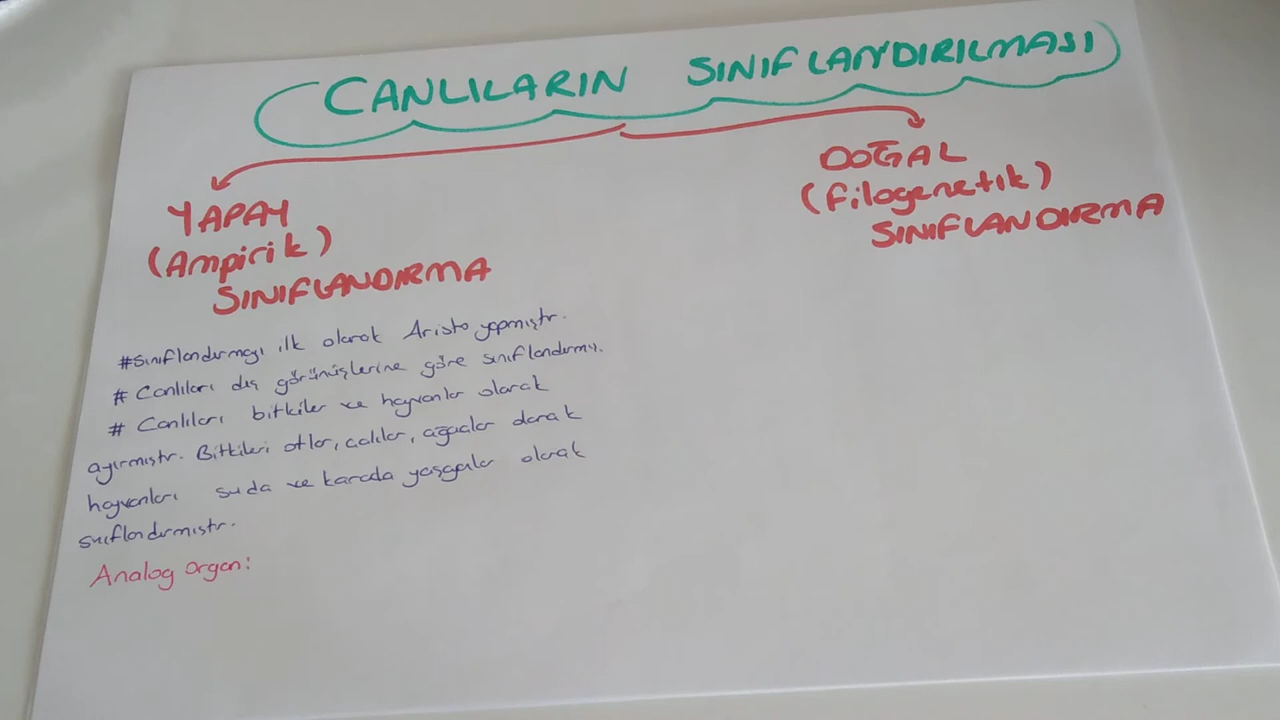 CANLILARIN SINIFLANDIRILMASI
YAPAY
(Ampirik)
SINIFLANDIRMA
DOĞAL
(filogenetik)
SINIFLANDIRMA
#Sınıflandırmayı ilk olarak Aristo yapmıştır.
# Canlıları dış görünüşlerine göre sınıflandırmış.
# Canlıları bitkiler ve hayvanlar olarak
ayırmıştır. Bitkileri otlar, çalılar, ağaçlar olarak
hayvanları suda ve karada yaşayanlar olarak
sınıflandırmıştır.
Analog organ: